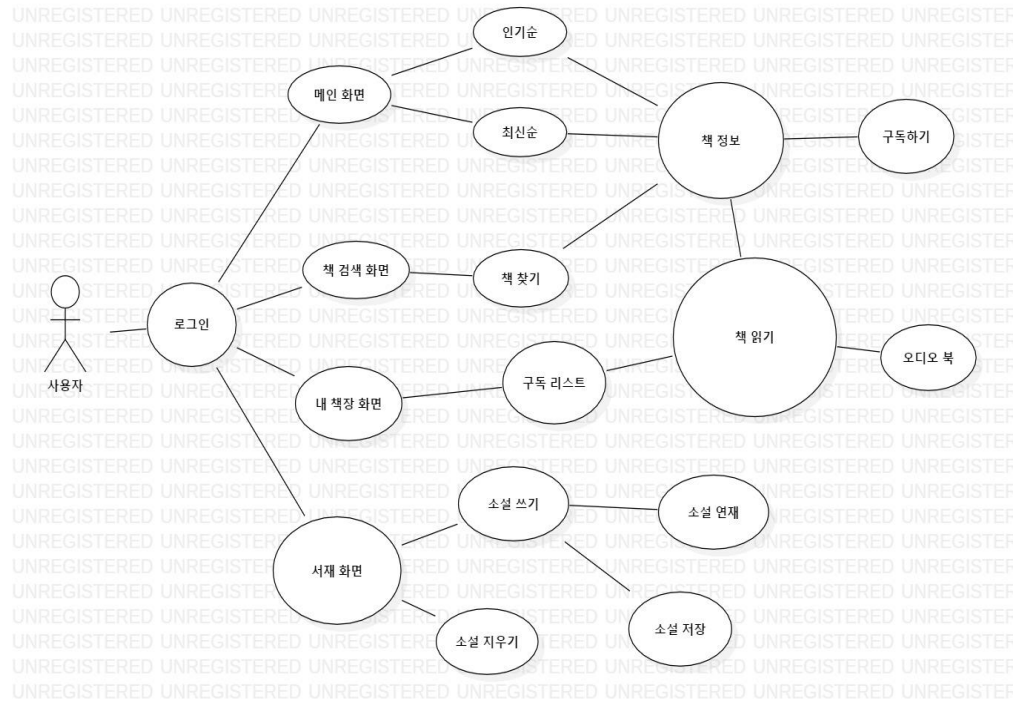 인기순
메인 화면
최신순
책 정보
구독하기
책 검색 화면
책 찾기
로그인
사용자
책 읽기
오디오 북
구독 리스트
내 책장 화면
소설 쓰기
소설 연재
서재 화면
소설 지우기
소설 저장
UNREGISTERED